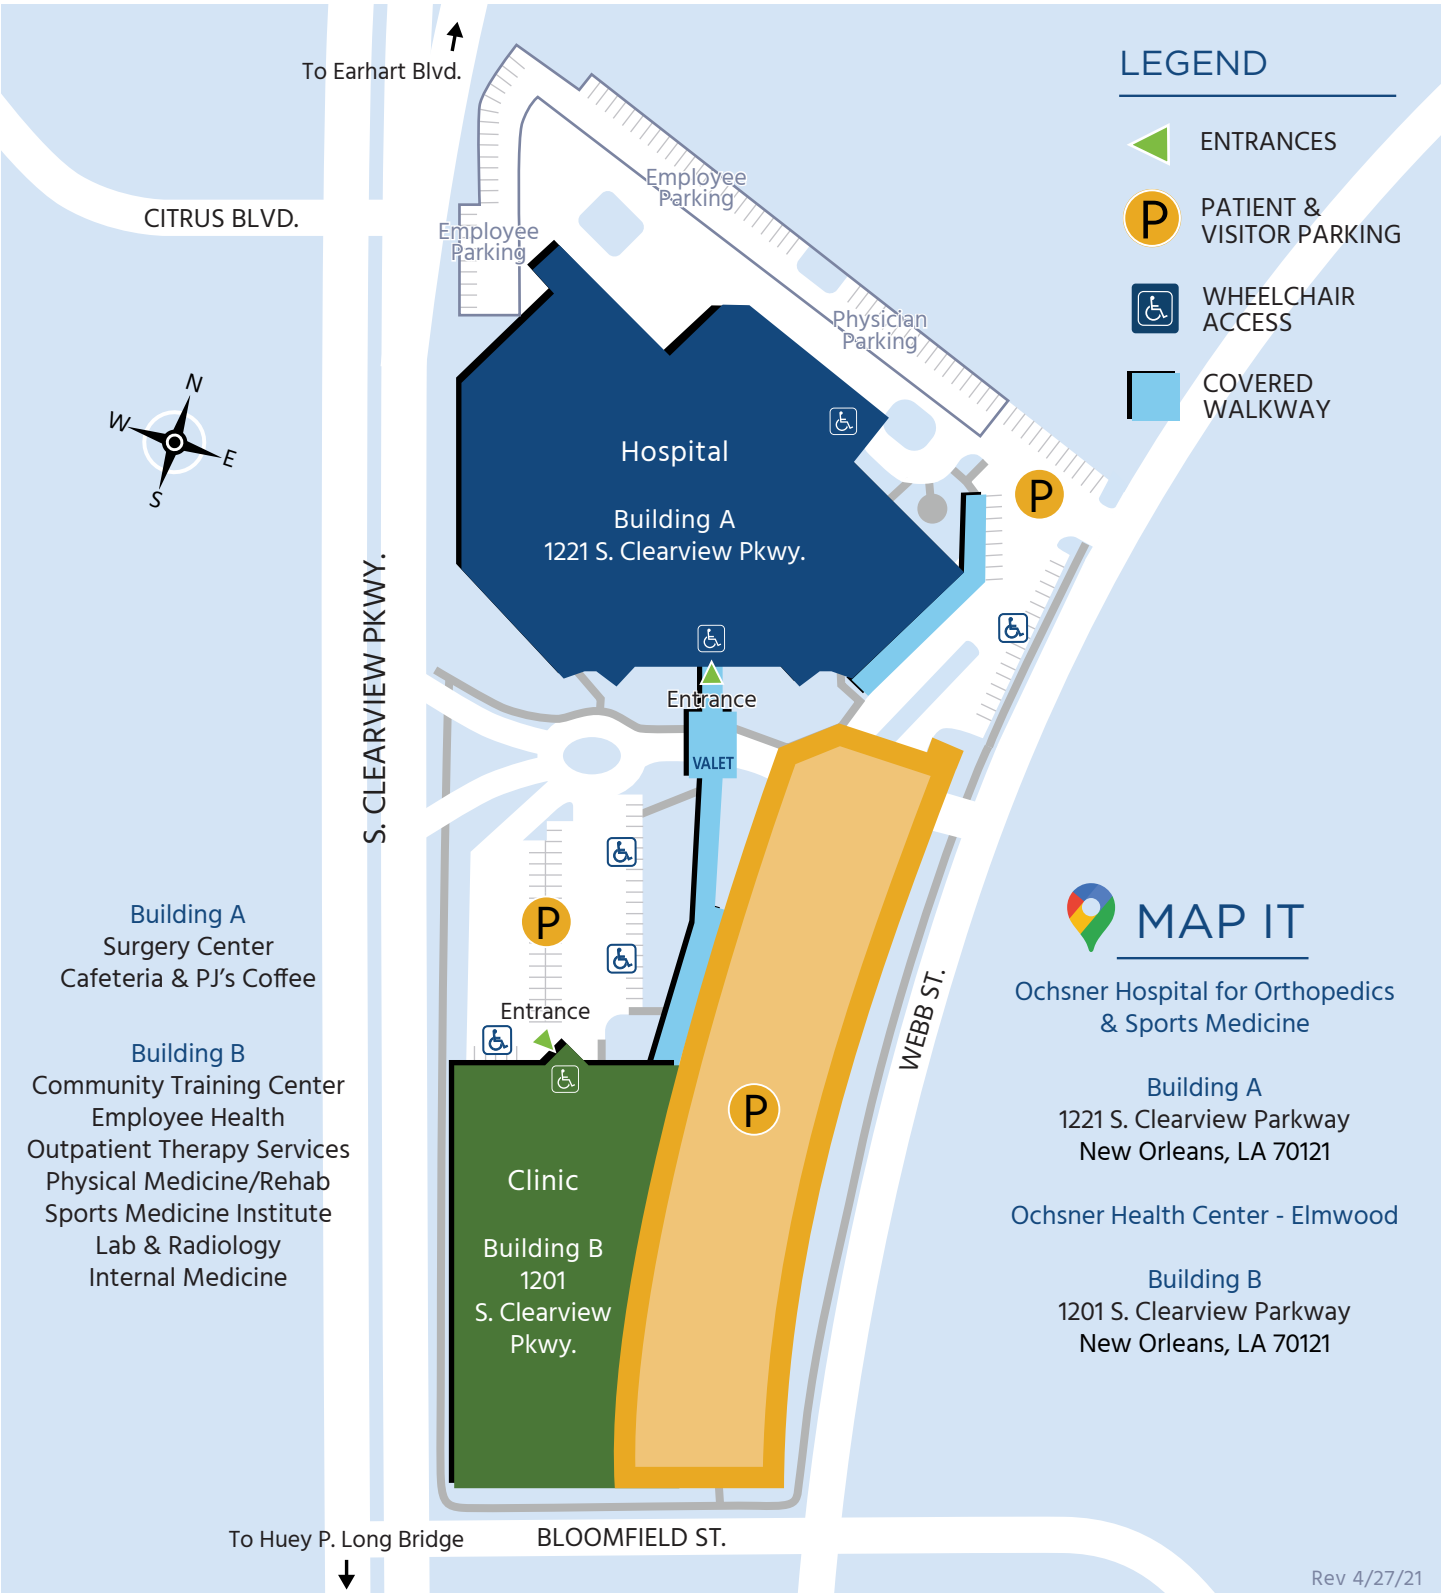 To Earhart Blvd.
CITRUS BLVD.
Employee
Parking
Employee
Parking
Physician
Parking
LEGEND
ENTRANCES
P
PATIENT &
VISITOR PARKING
WHEELCHAIR
ACCESS
COVERED
WALKWAY
N
W
E
S
Hospital
Building A
1221 S. Clearview Pkwy.
P
S. CLEARVIEW PKWY.
Entrance
VALET
P
Entrance
P
Clinic
Building B
1201
S. Clearview
Pkwy.
WEBB ST.
Building A
Surgery Center
Cafeteria & PJ’s Coffee
Building B
Community Training Center
Employee Health
Outpatient Therapy Services
Physical Medicine/Rehab
Sports Medicine Institute
Lab & Radiology
Internal Medicine
MAP IT
Ochsner Hospital for Orthopedics
& Sports Medicine
Building A
1221 S. Clearview Parkway
New Orleans, LA 70121
Ochsner Health Center - Elmwood
Building B
1201 S. Clearview Parkway
New Orleans, LA 70121
To Huey P. Long Bridge
BLOOMFIELD ST.
Rev 4/27/21